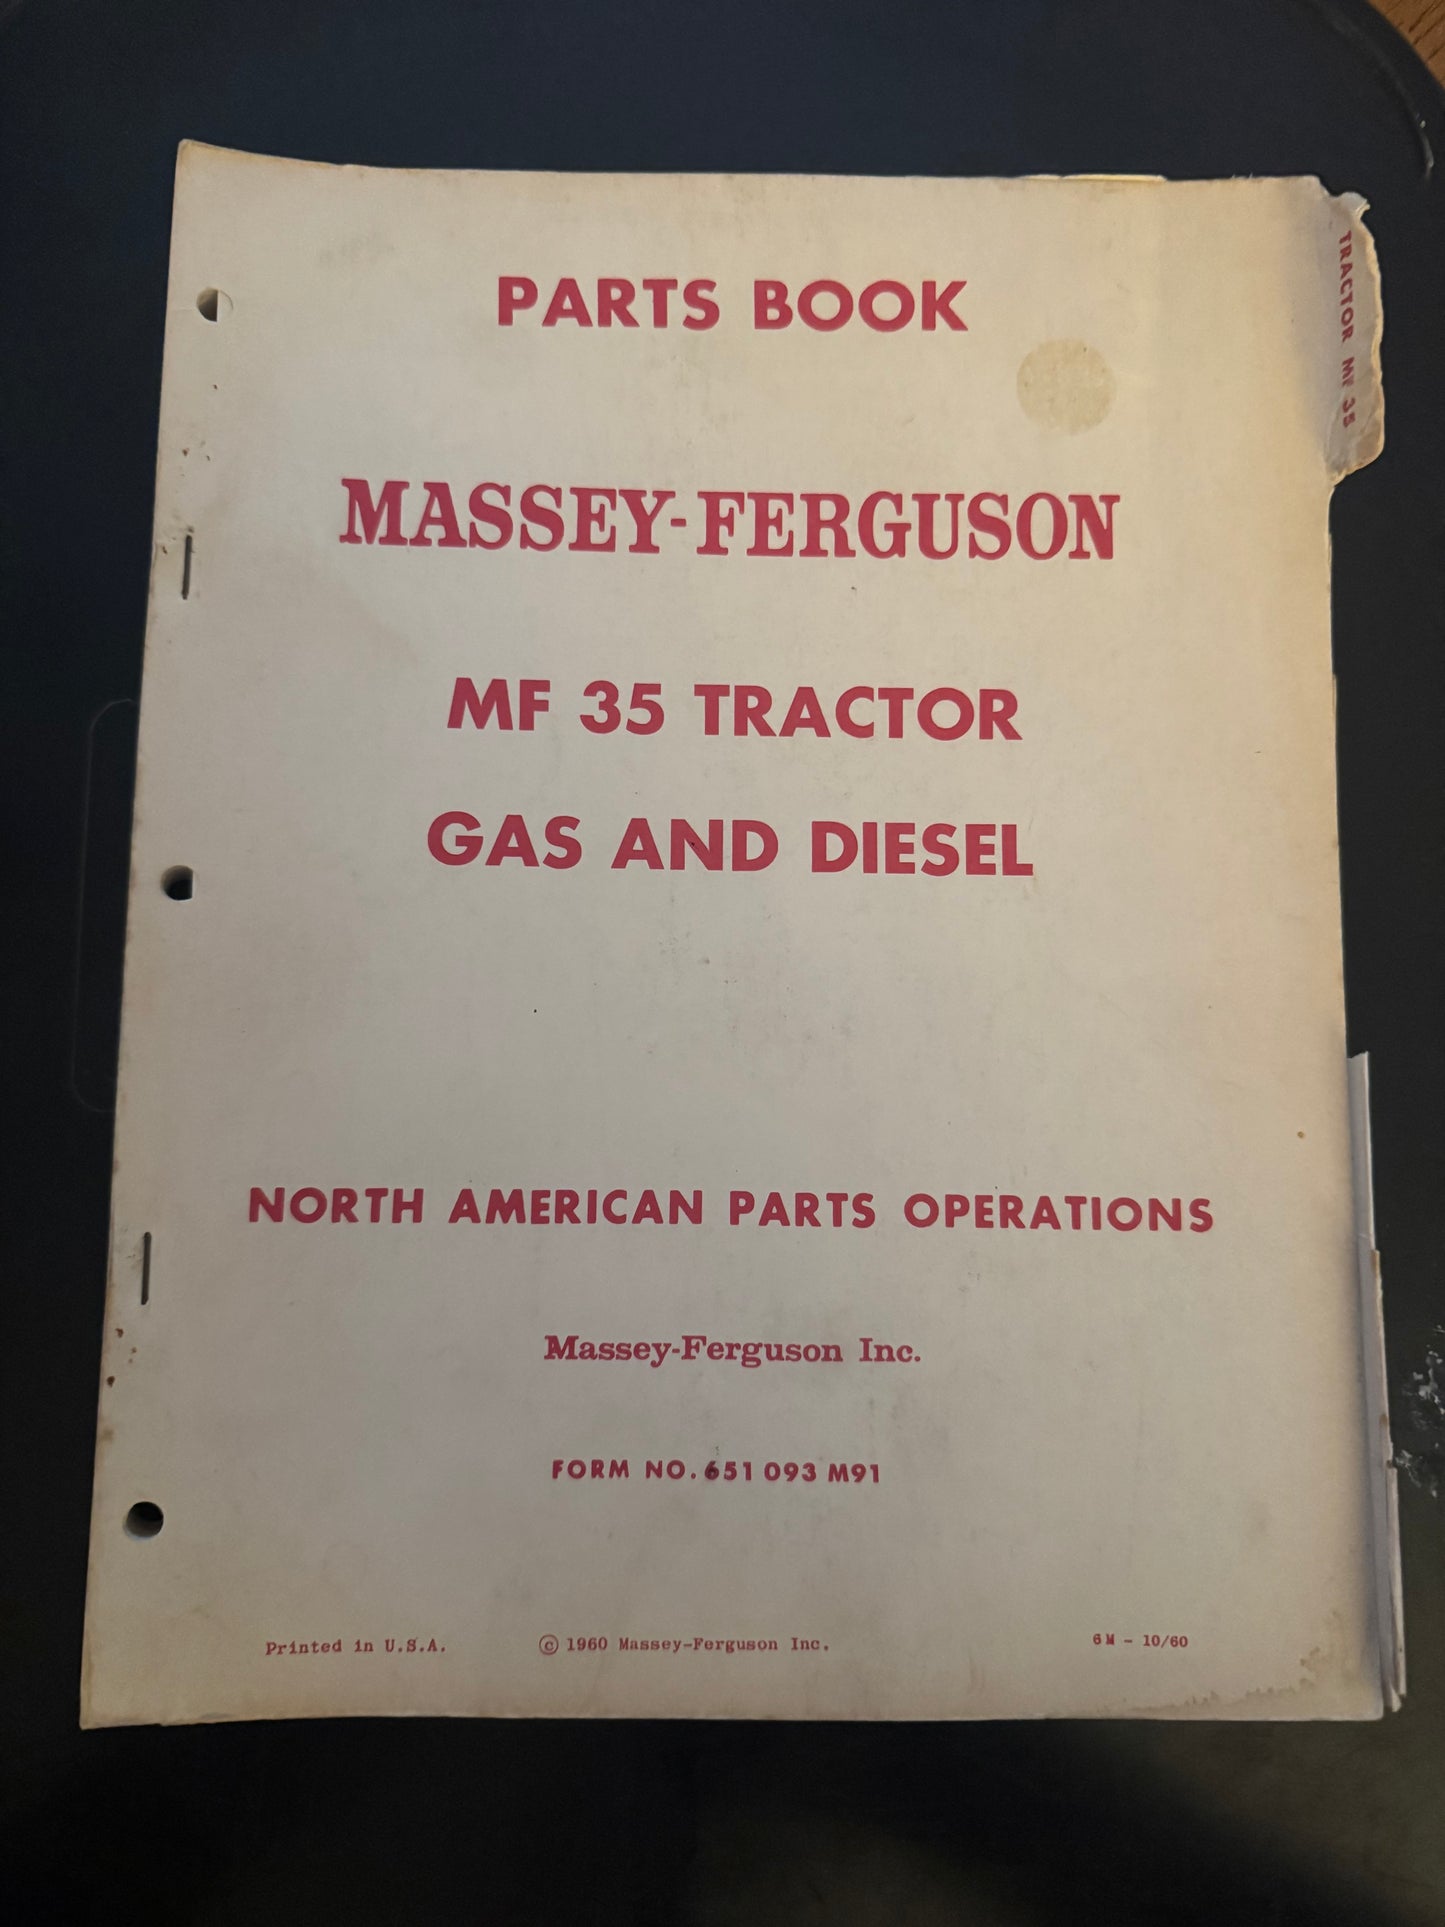 PARTS BOOK
TRACTOR MF 35
MASSEY-FERGUSON
MF 35 TRACTOR
GAS AND DIESEL
NORTH AMERICAN PARTS OPERATIONS
Massey-Ferguson Inc.
FORM NO. 651 093 M91
Printed in U.S.A.
© 1960 Massey-Ferguson Inc.
6M - 10/60